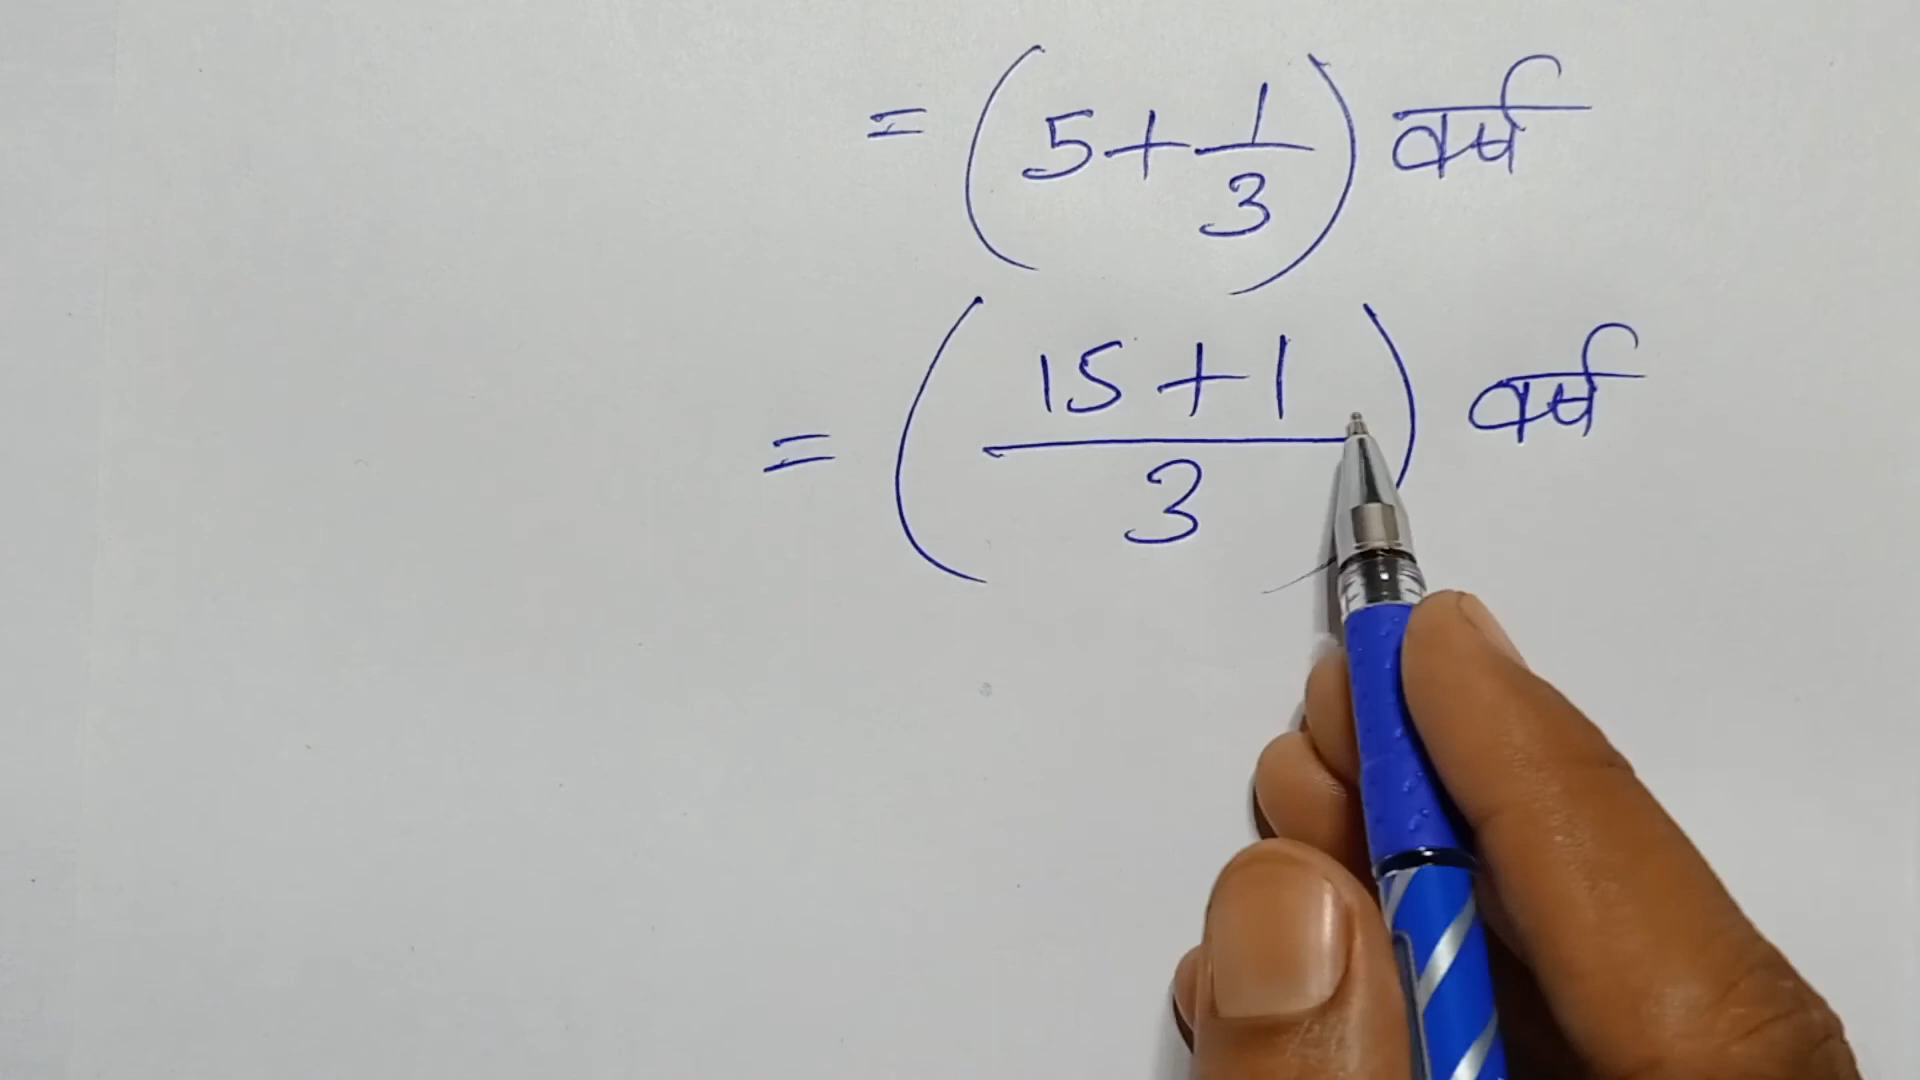 = (5 + 1/3) वर्ष
= ((15 + 1)/3) वर्ष